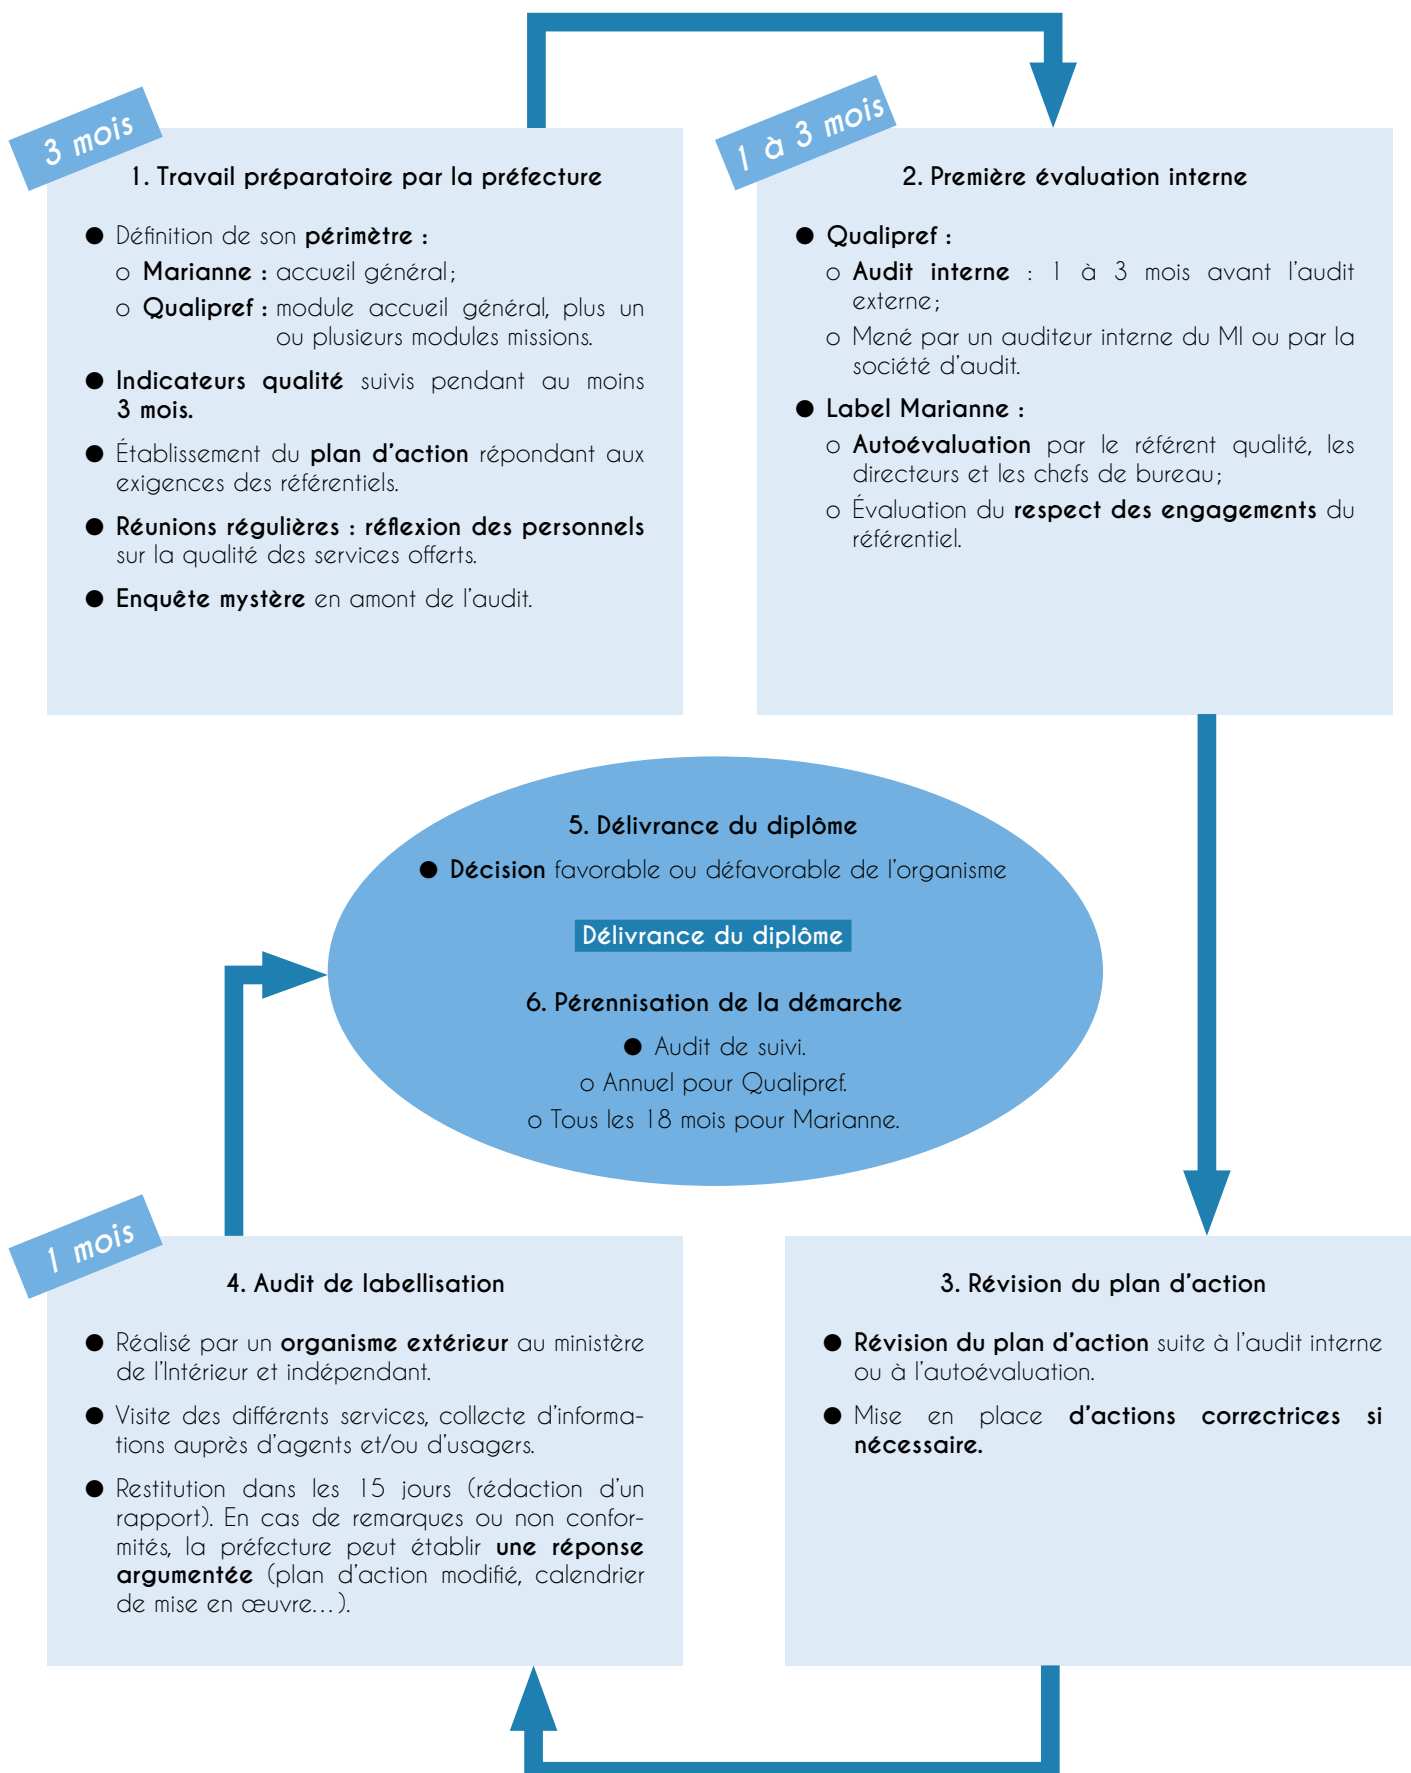 3 mois
1. Travail préparatoire par la préfecture
● Définition de son périmètre :
o Marianne : accueil général ;
o Qualipref : module accueil général, plus un
ou plusieurs modules missions.
● Indicateurs qualité suivis pendant au moins
3 mois.
● Établissement du plan d’action répondant aux
exigences des référentiels.
● Réunions régulières : réflexion des personnels
sur la qualité des services offerts.
● Enquête mystère en amont de l’audit.
1 à 3 mois
2. Première évaluation interne
● Qualipref :
o Audit interne : 1 à 3 mois avant l’audit
externe ;
o Mené par un auditeur interne du MI ou par la
société d’audit.
● Label Marianne :
o Autoévaluation par le référent qualité, les
directeurs et les chefs de bureau ;
o Évaluation du respect des engagements du
référentiel.
5. Délivrance du diplôme
● Décision favorable ou défavorable de l’organisme
Délivrance du diplôme
6. Pérennisation de la démarche
● Audit de suivi.
o Annuel pour Qualipref.
o Tous les 18 mois pour Marianne.
1 mois
4. Audit de labellisation
● Réalisé par un organisme extérieur au ministère
de l’Intérieur et indépendant.
● Visite des différents services, collecte d’informa-
tions auprès d’agents et/ou d’usagers.
● Restitution dans les 15 jours (rédaction d’un
rapport). En cas de remarques ou non confor-
mités, la préfecture peut établir une réponse
argumentée (plan d’action modifié, calendrier
de mise en œuvre…).
3. Révision du plan d’action
● Révision du plan d’action suite à l’audit interne
ou à l’autoévaluation.
● Mise en place d’actions correctrices si
nécessaire.